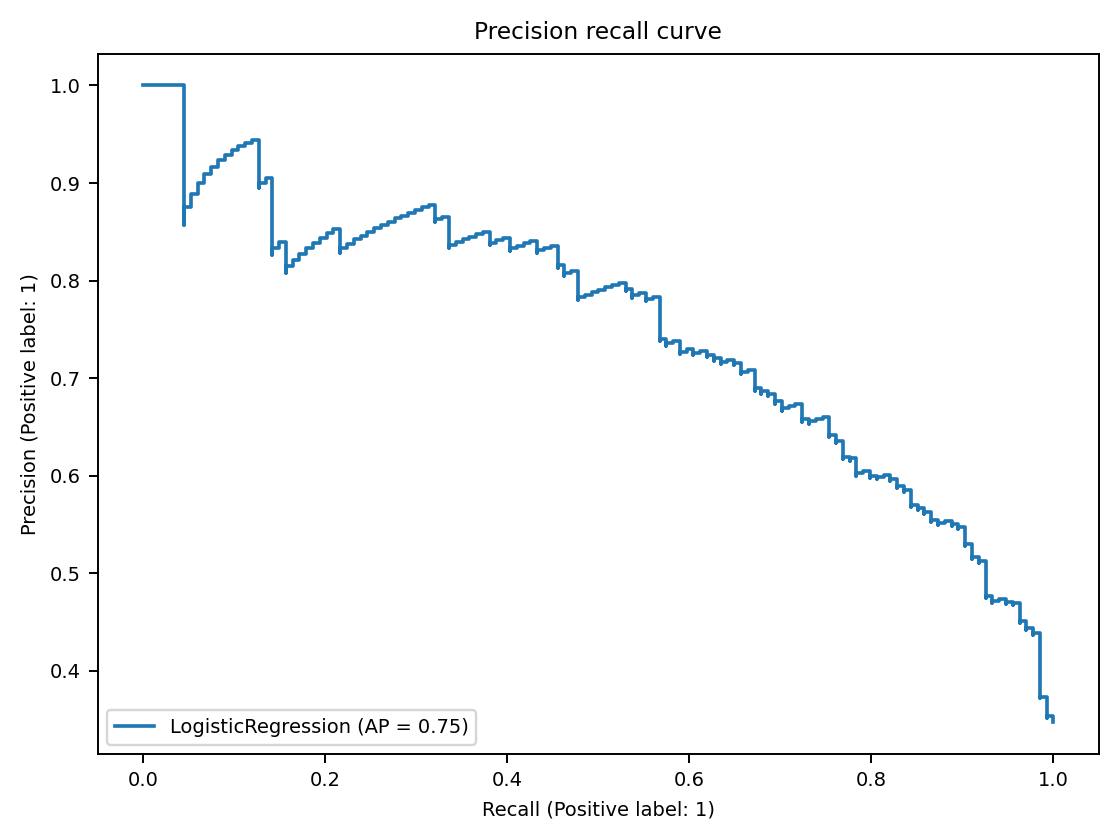 Precision recall curve
1.0
0.9
0.8
0.7
0.6
0.5
0.4
Precision (Positive label: 1)
LogisticRegression (AP = 0.75)
0.0 0.2 0.4 0.6 0.8 1.0
Recall (Positive label: 1)